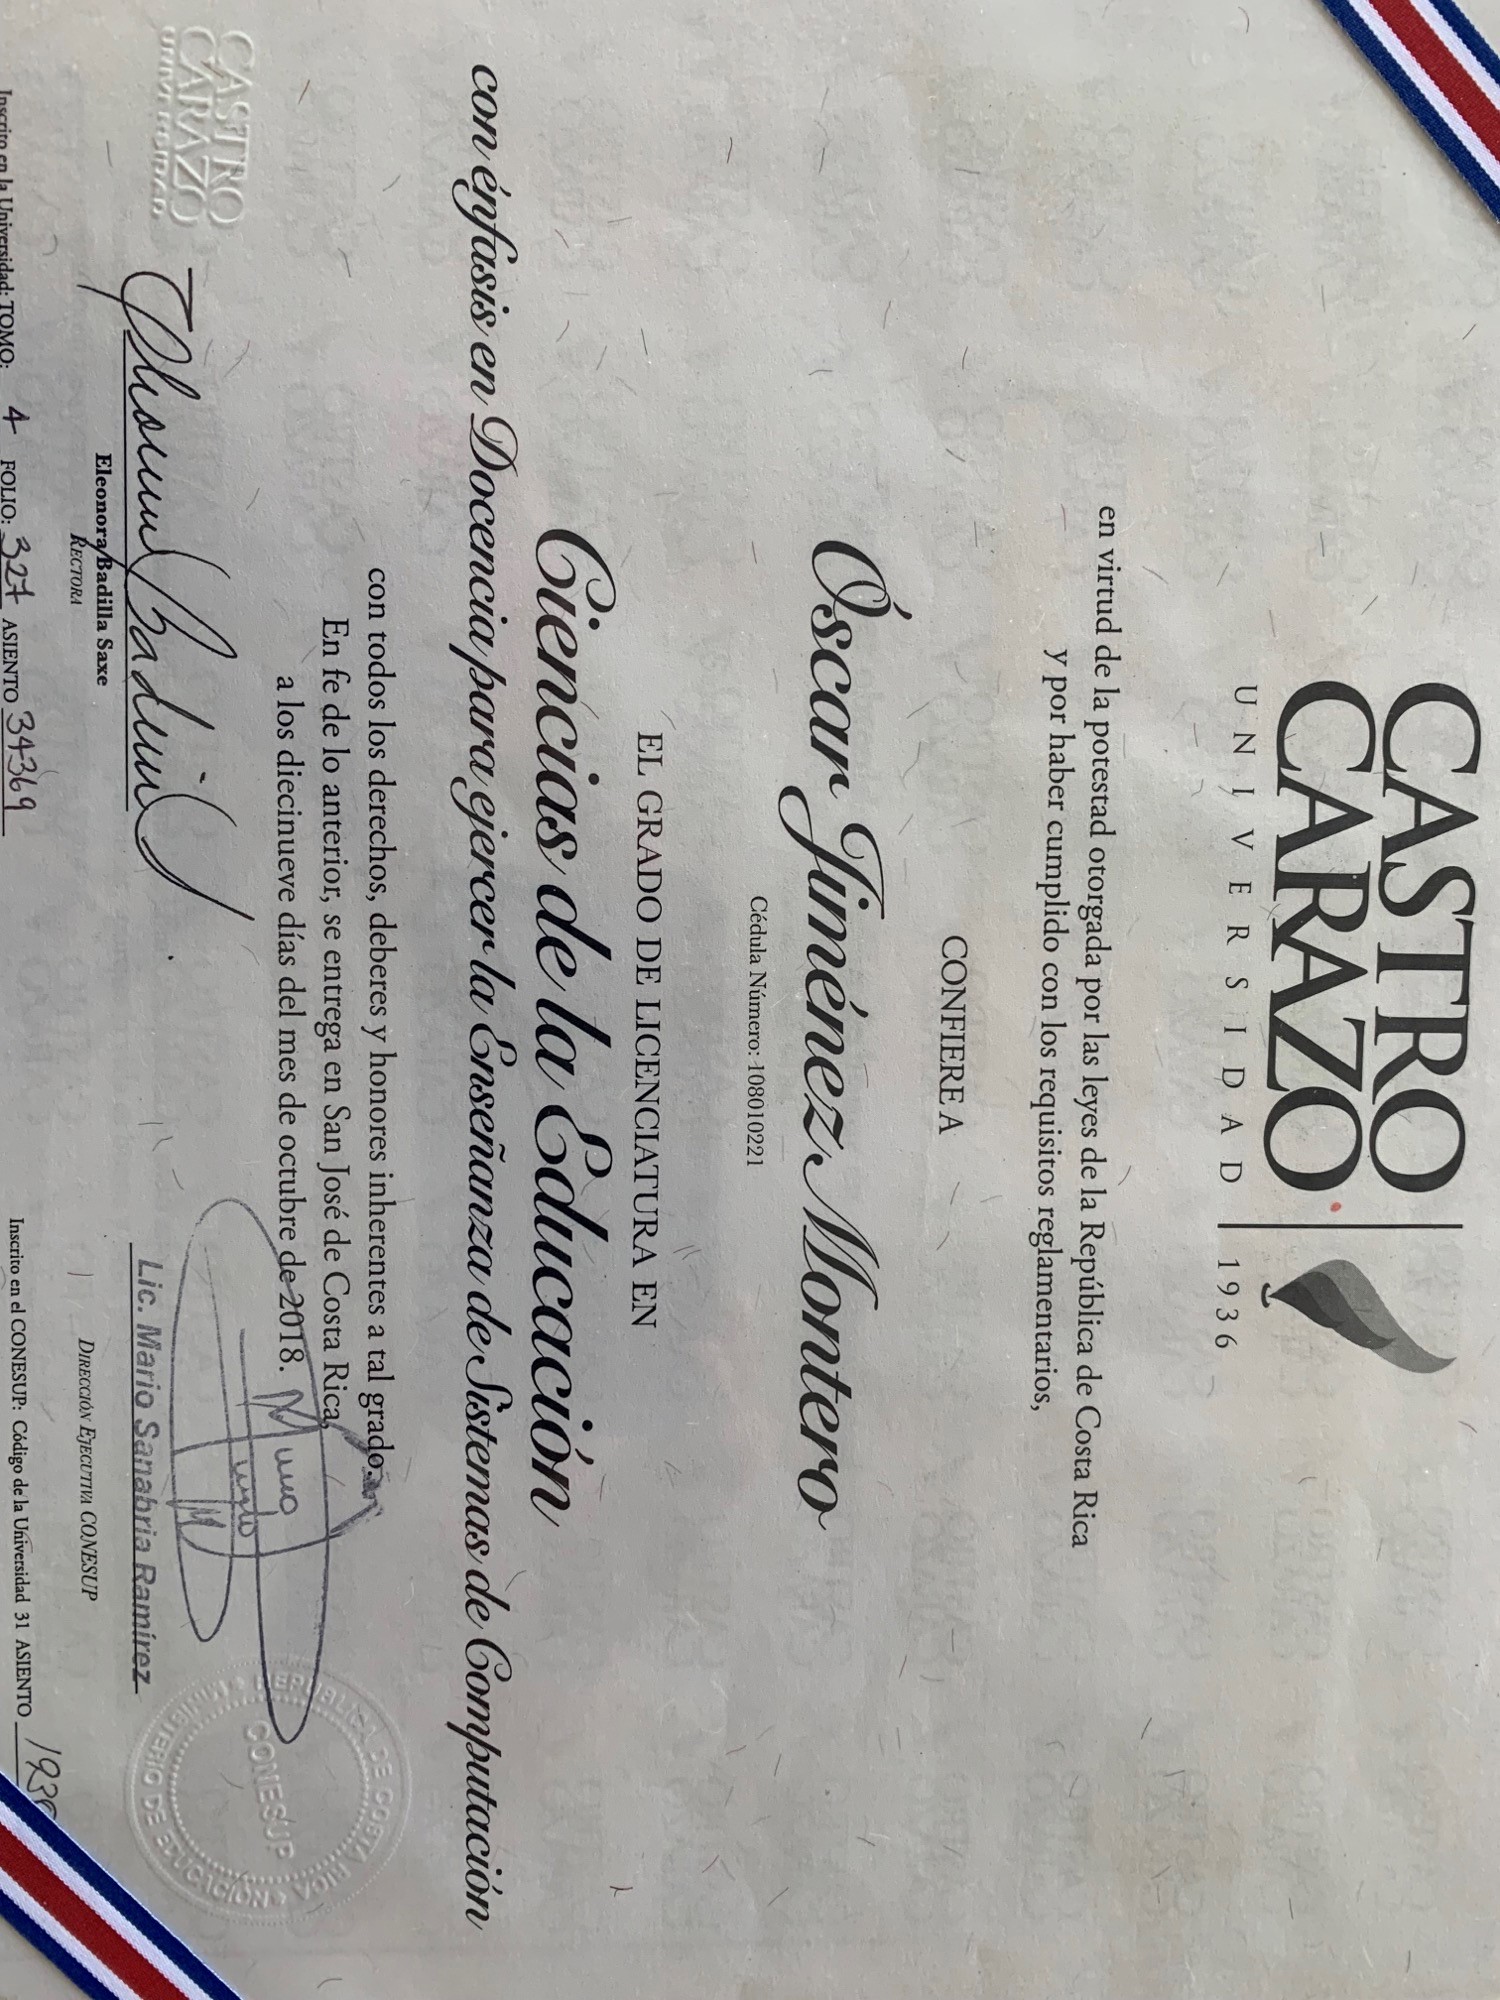 CASTRO
CARAZO
UNIVERSIDAD
1936
en virtud de la potestad otorgada por las leyes de la República de Costa Rica
y por haber cumplido con los requisitos reglamentarios,
CONFIERE A
Óscar Jiménez Montero
Cédula Número: 108010221
EL GRADO DE LICENCIATURA EN
Ciencias de la Educación
con énfasis en Docencia para ejercer la Enseñanza de Sistemas de Computación
con todos los derechos, deberes y honores inherentes a tal grado.
En fe de lo anterior, se entrega en San José de Costa Rica,
a los diecinueve días del mes de octubre de 2018.
CASTRO
CARAZO
UNIVERSIDAD
Eleonora Badilla Saxe
RECTORA
Lic. Mario Sanabria Ramírez
DIRECCIÓN EJECUTIVA CONESUP
REPUBLICA DE COSTA RICA
CONESUP
MINISTERIO DE EDUCACION
Inscrito en la Universidad: TOMO: 4 FOLIO: 327 ASIENTO 34369
Inscrito en el CONESUP: Código de la Universidad 31 ASIENTO